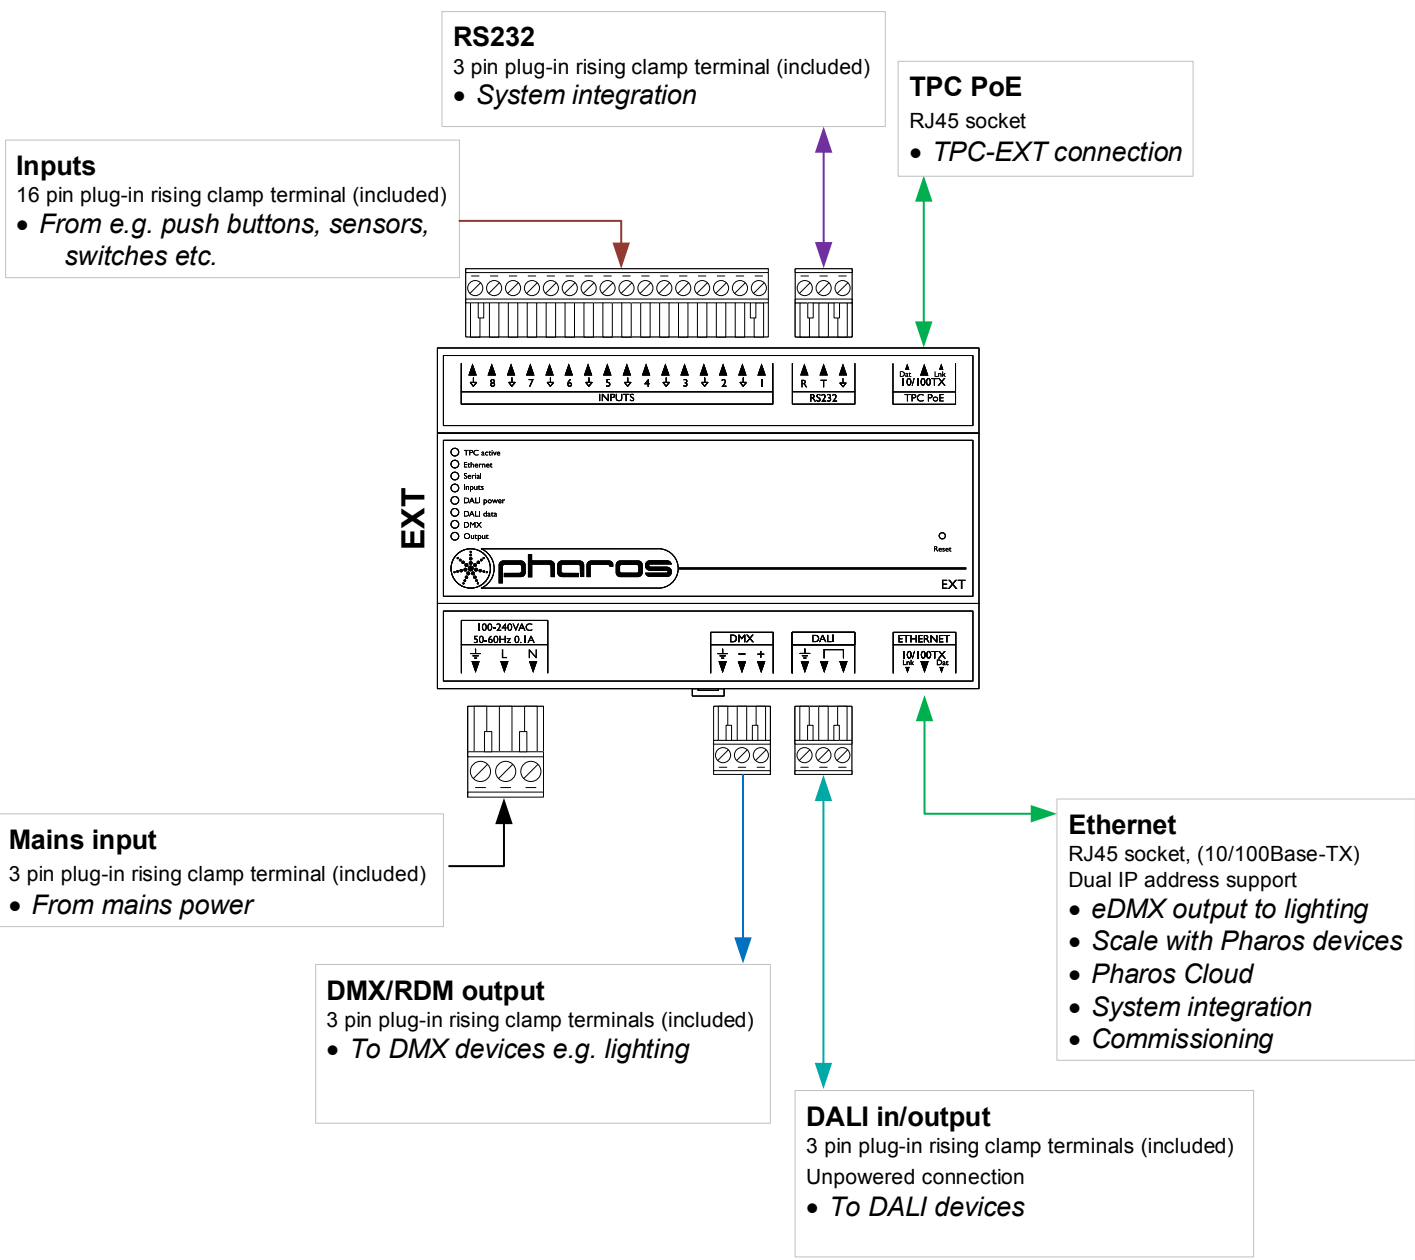 RS232
3 pin plug-in rising clamp terminal (included)
• System integration
TPC PoE
RJ45 socket
• TPC-EXT connection
Inputs
16 pin plug-in rising clamp terminal (included)
• From e.g. push buttons, sensors,
switches etc.
8 7 6 5 4 3 2 1
INPUTS
R T
RS232
Dat Lnk
10/100TX
TPC PoE
EXT
TPC active
Ethernet
Serial
Inputs
DALI power
DALI data
DMX
Output
Reset
pharos
EXT
100-240VAC
50-60Hz 0.1A
L N
DMX
− +
DALI
ETHERNET
10/100TX
Lnk Dat
Mains input
3 pin plug-in rising clamp terminal (included)
• From mains power
DMX/RDM output
3 pin plug-in rising clamp terminals (included)
• To DMX devices e.g. lighting
Ethernet
RJ45 socket, (10/100Base-TX)
Dual IP address support
• eDMX output to lighting
• Scale with Pharos devices
• Pharos Cloud
• System integration
• Commissioning
DALI in/output
3 pin plug-in rising clamp terminals (included)
Unpowered connection
• To DALI devices